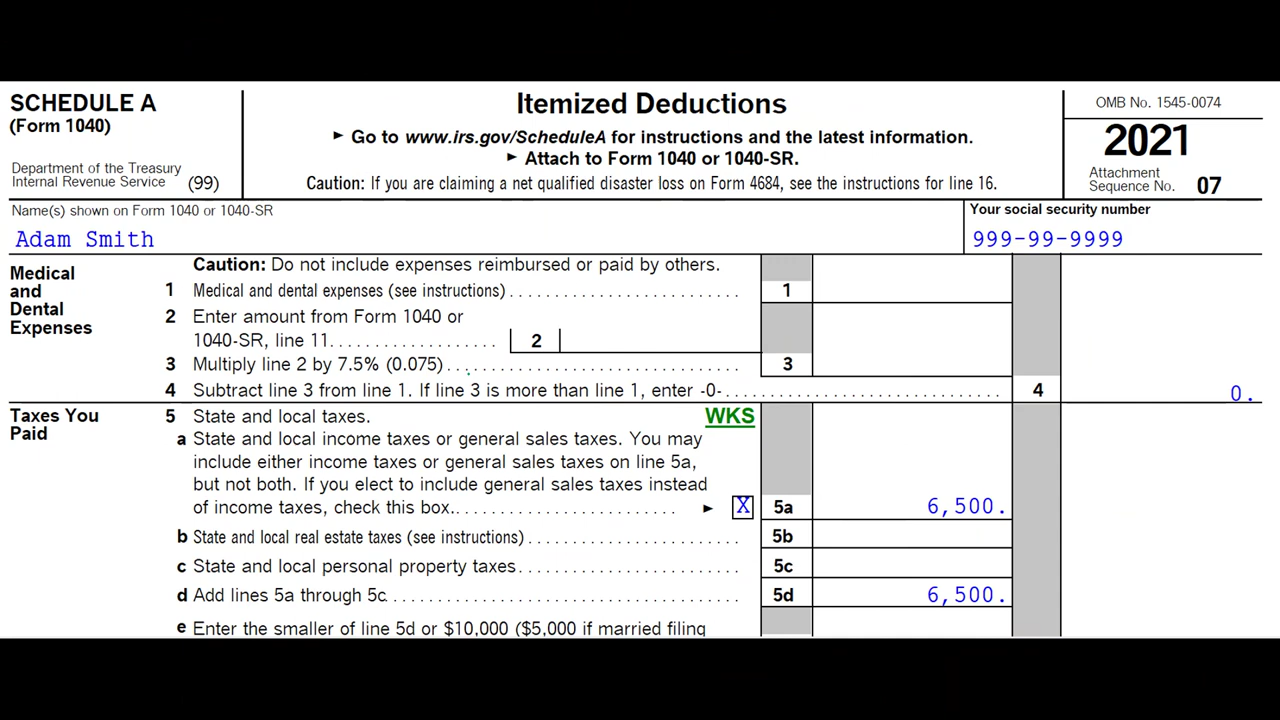 SCHEDULE A
(Form 1040)
Department of the Treasury
Internal Revenue Service (99)
Itemized Deductions
► Go to www.irs.gov/ScheduleA for instructions and the latest information.
► Attach to Form 1040 or 1040-SR.
Caution: If you are claiming a net qualified disaster loss on Form 4684, see the instructions for line 16.
OMB No. 1545-0074
2021
Attachment
Sequence No. 07
Name(s) shown on Form 1040 or 1040-SR
Adam Smith
Your social security number
999-99-9999
Medical
and
Dental
Expenses
Caution: Do not include expenses reimbursed or paid by others.
1 Medical and dental expenses (see instructions) 1
2 Enter amount from Form 1040 or
1040-SR, line 11 2
3 Multiply line 2 by 7.5% (0.075) 3
4 Subtract line 3 from line 1. If line 3 is more than line 1, enter -0- 4 0.
Taxes You
Paid
5 State and local taxes. WKS
a State and local income taxes or general sales taxes. You may
include either income taxes or general sales taxes on line 5a,
but not both. If you elect to include general sales taxes instead
of income taxes, check this box. ► X 5a 6,500.
b State and local real estate taxes (see instructions) 5b
c State and local personal property taxes 5c
d Add lines 5a through 5c 5d 6,500.
e Enter the smaller of line 5d or $10,000 ($5,000 if married filing